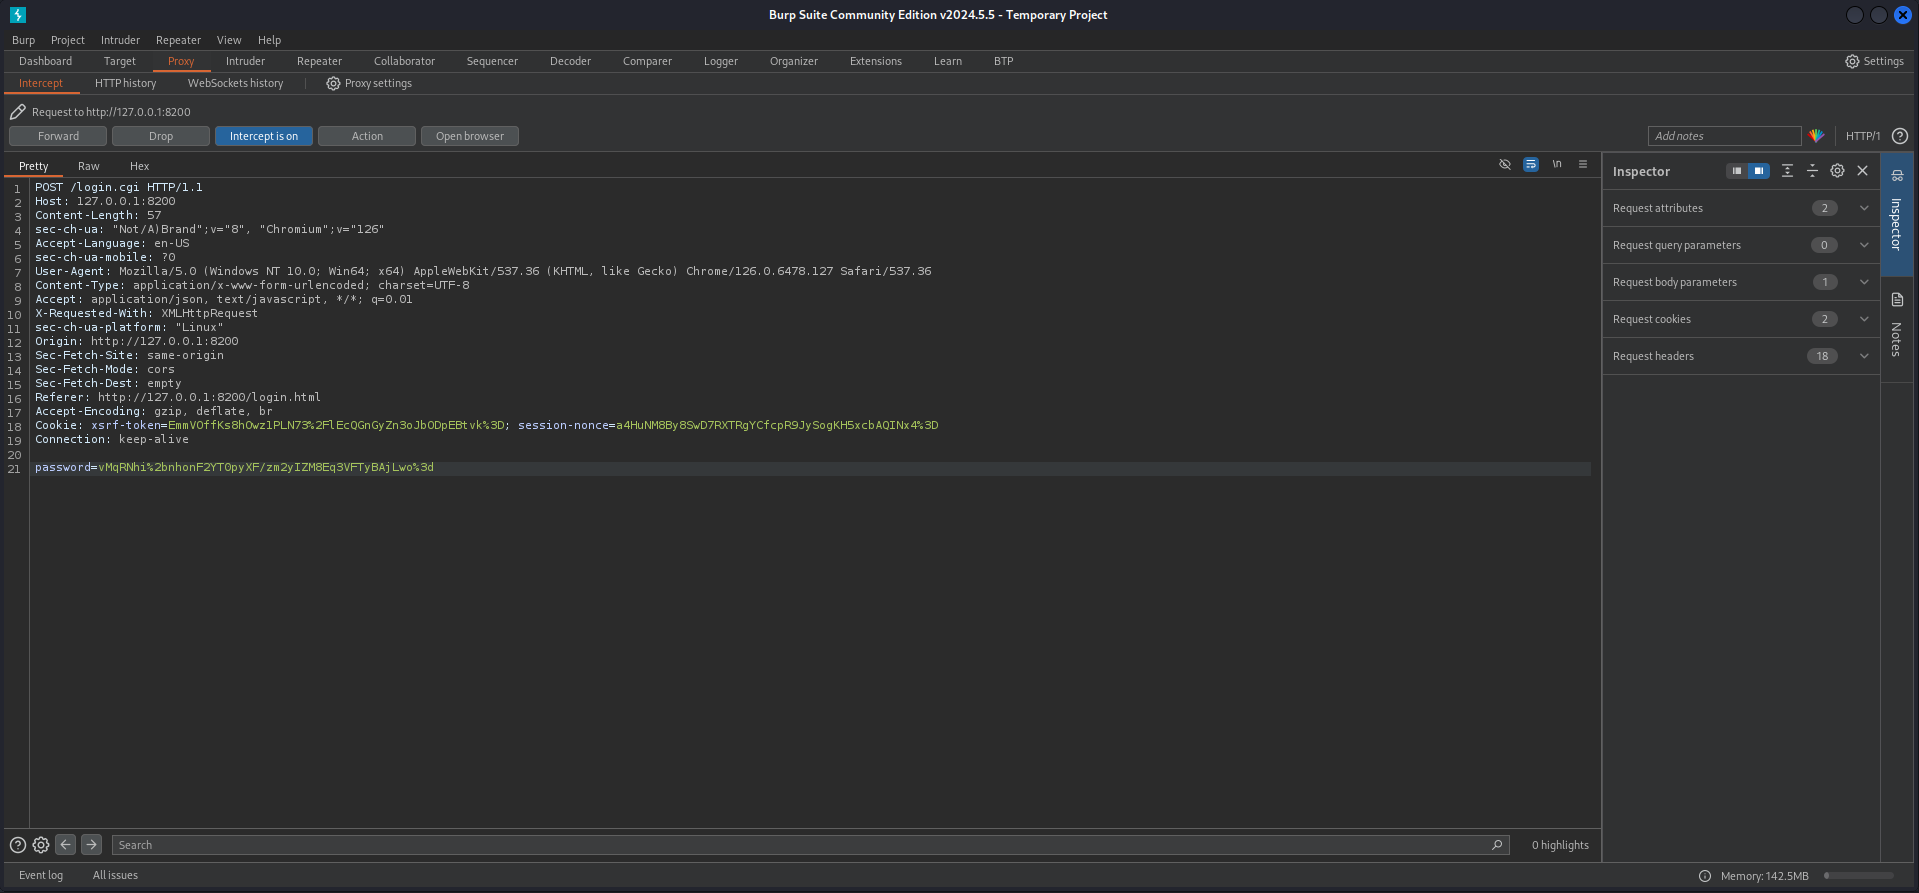 Burp Suite Community Edition v2024.5.5 - Temporary Project
Burp Project Intruder Repeater View Help
Dashboard Target Proxy Intruder Repeater Collaborator Sequencer Decoder Comparer Logger Organizer Extensions Learn BTP Settings
Intercept HTTP history WebSockets history Proxy settings
Request to http://127.0.0.1:8200
Forward Drop Intercept is on Action Open browser Add notes HTTP/1
Pretty Raw Hex \n
Inspector
1 POST /login.cgi HTTP/1.1
2 Host: 127.0.0.1:8200
3 Content-Length: 57
4 sec-ch-ua: "Not/A)Brand";v="8", "Chromium";v="126"
5 Accept-Language: en-US
6 sec-ch-ua-mobile: ?0
7 User-Agent: Mozilla/5.0 (Windows NT 10.0; Win64; x64) AppleWebKit/537.36 (KHTML, like Gecko) Chrome/126.0.6478.127 Safari/537.36
8 Content-Type: application/x-www-form-urlencoded; charset=UTF-8
9 Accept: application/json, text/javascript, */*; q=0.01
10 X-Requested-With: XMLHttpRequest
11 sec-ch-ua-platform: "Linux"
12 Origin: http://127.0.0.1:8200
13 Sec-Fetch-Site: same-origin
14 Sec-Fetch-Mode: cors
15 Sec-Fetch-Dest: empty
16 Referer: http://127.0.0.1:8200/login.html
17 Accept-Encoding: gzip, deflate, br
18 Cookie: xsrf-token=EmmVOffKs8hOwz1PLN73%2FlEcQGnGyZn3oJbODpEBtvk%3D; session-nonce=a4HuNM8By8SwD7RXTRgYCfcpR9JySogKH5xcbAQINx4%3D
19 Connection: keep-alive
20
21 password=vMqRNhi%2bnhonF2YTOpyXF/zm2yIZM8Eq3VFTyBAjLwo%3d
Request attributes 2
Request query parameters 0
Request body parameters 1
Request cookies 2
Request headers 18
Inspector
Notes
Search 0 highlights
Event log All issues Memory: 142.5MB